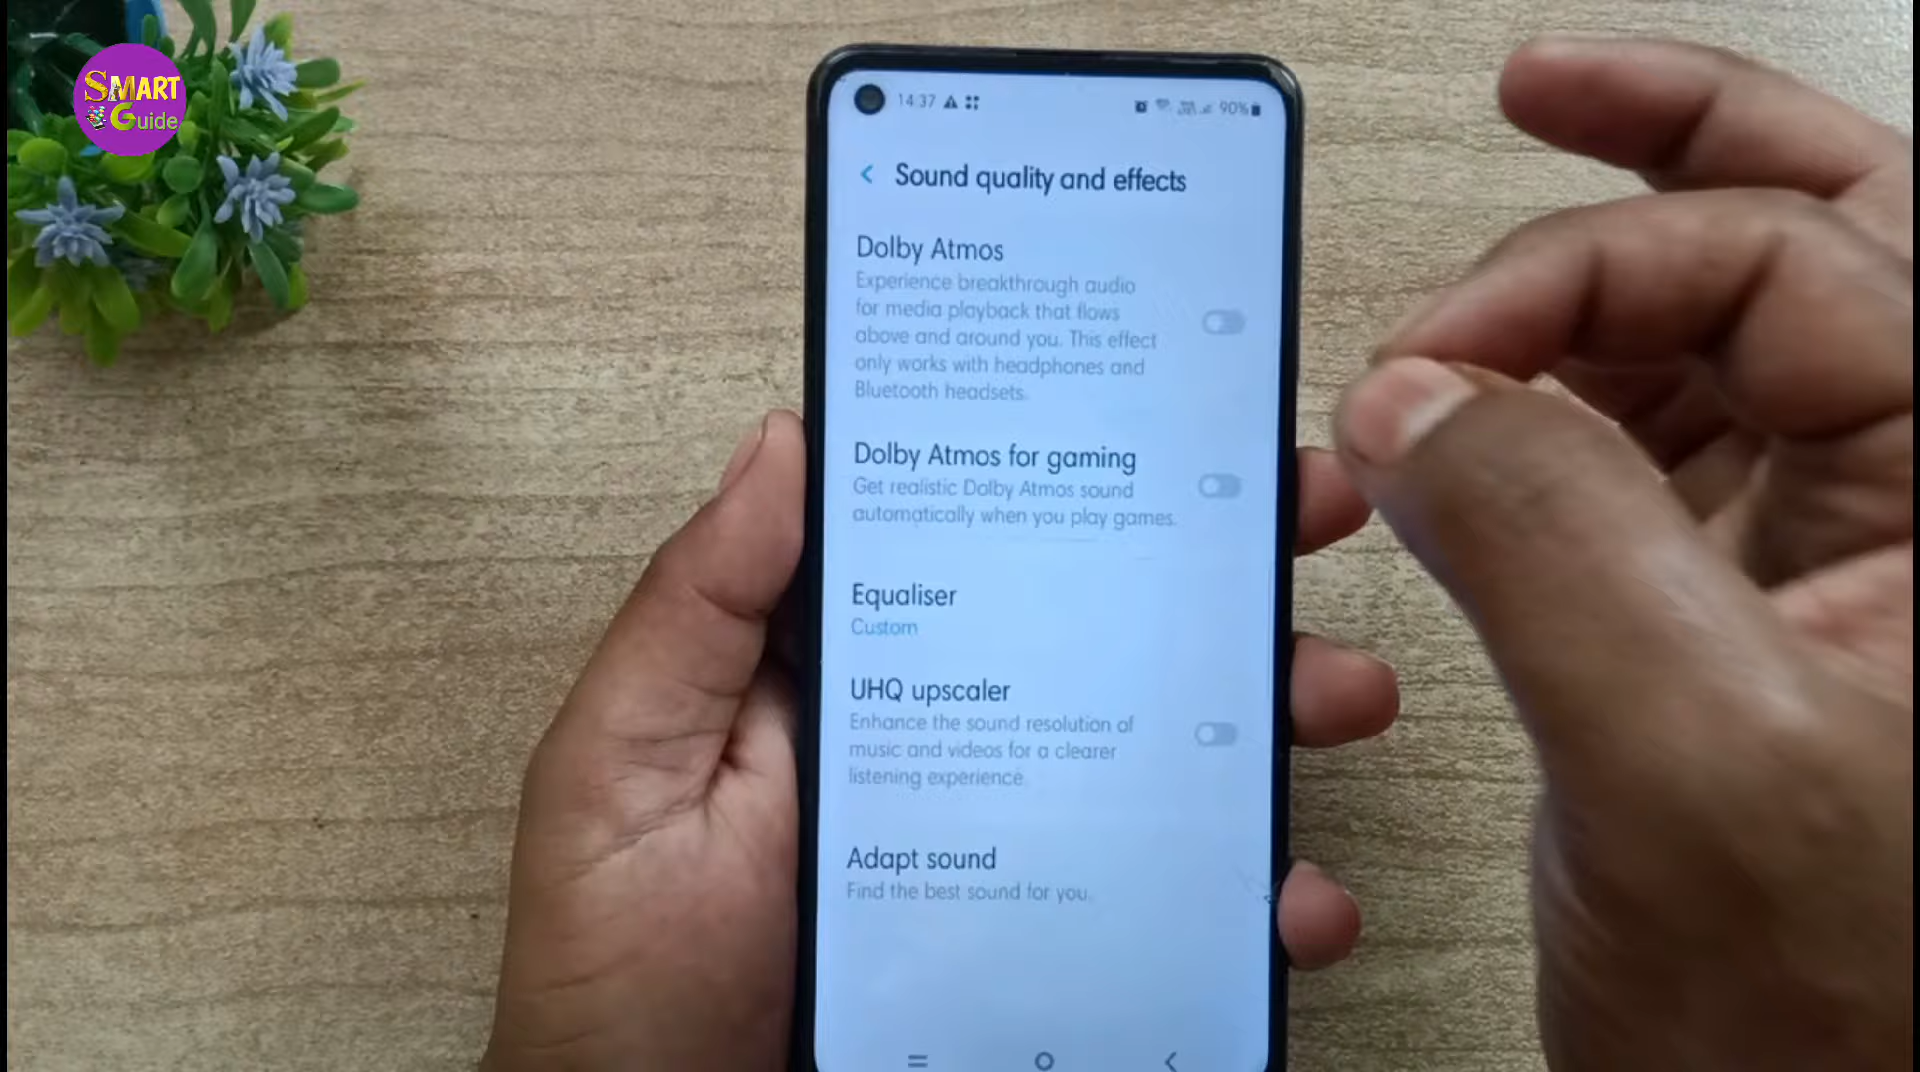 SMART
Guide
14:37
90%
Sound quality and effects
Dolby Atmos
Experience breakthrough audio
for media playback that flows
above and around you. This effect
only works with headphones and
Bluetooth headsets.
Dolby Atmos for gaming
Get realistic Dolby Atmos sound
automatically when you play games.
Equaliser
Custom
UHQ upscaler
Enhance the sound resolution of
music and videos for a clearer
listening experience.
Adapt sound
Find the best sound for you.